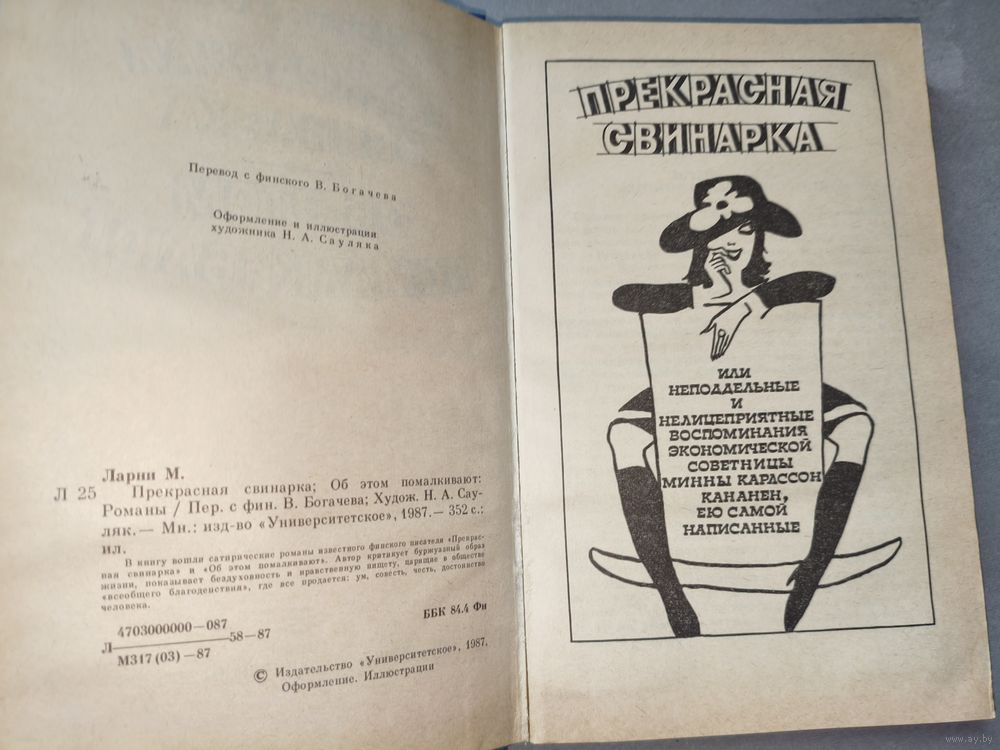 Перевод с финского В. Богачева
Оформление и иллюстрации
художника Н. А. Сауляка
Ларни М.
Л 25 Прекрасная свинарка; Об этом помалкивают:
Романы / Пер. с фин. В. Богачева; Худож. Н. А. Сау-
ляк.— Мн.: изд-во «Университетское», 1987.— 352 с.:
ил.
В книгу вошли сатирические романы известного финского писателя «Прекрас-
ная свинарка» и «Об этом помалкивают». Автор критикует буржуазный образ
жизни, показывает бездуховность и нравственную нищету, царящие в обществе
«всеобщего благоденствия», где все продается: ум, совесть, честь, достоинство
человека.
4703000000—087
Л 58—87
М317 (03) —87
ББК 84.4 Фи
© Издательство «Университетское», 1987.
Оформление. Иллюстрации
ПРЕКРАСНАЯ
СВИНАРКА
ИЛИ
НЕПОДДЕЛЬНЫЕ
И
НЕЛИЦЕПРИЯТНЫЕ
ВОСПОМИНАНИЯ
ЭКОНОМИЧЕСКОЙ
СОВЕТНИЦЫ
МИННЫ КАРЛССОН
КАНАНЕН,
ЕЮ САМОЙ
НАПИСАННЫЕ
www.ay.by